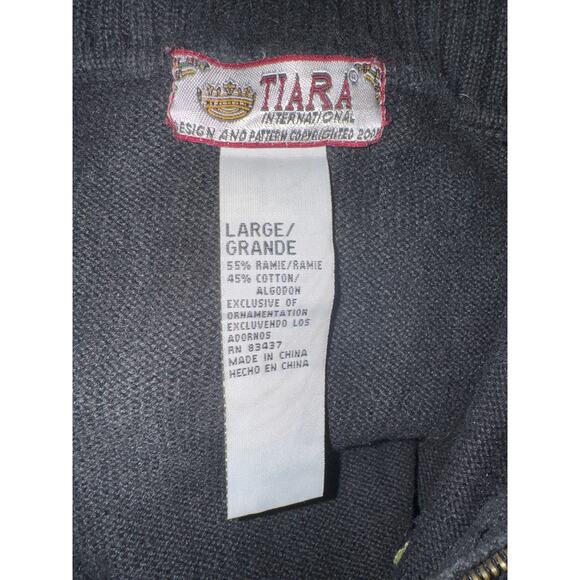 TIARA®
INTERNATIONAL
ESIGN AND PATTERN COPYRIGHTED 200
LARGE/
GRANDE
55% RAMIE/RAMIE
45% COTTON/
ALGODON
EXCLUSIVE OF
ORNAMENTATION
EXCLUVENDO LOS
ADORNOS
RN 83437
MADE IN CHINA
HECHO EN CHINA